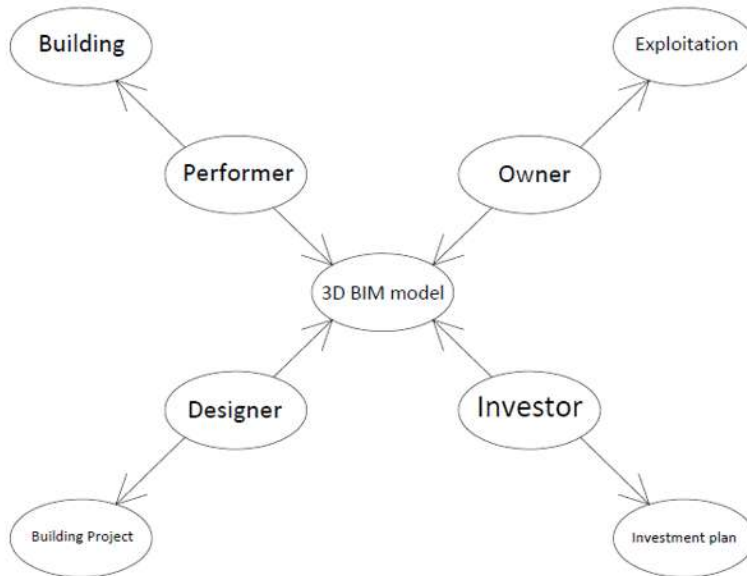 Building
Exploitation
Performer
Owner
3D BIM model
Designer
Investor
Building Project
Investment plan